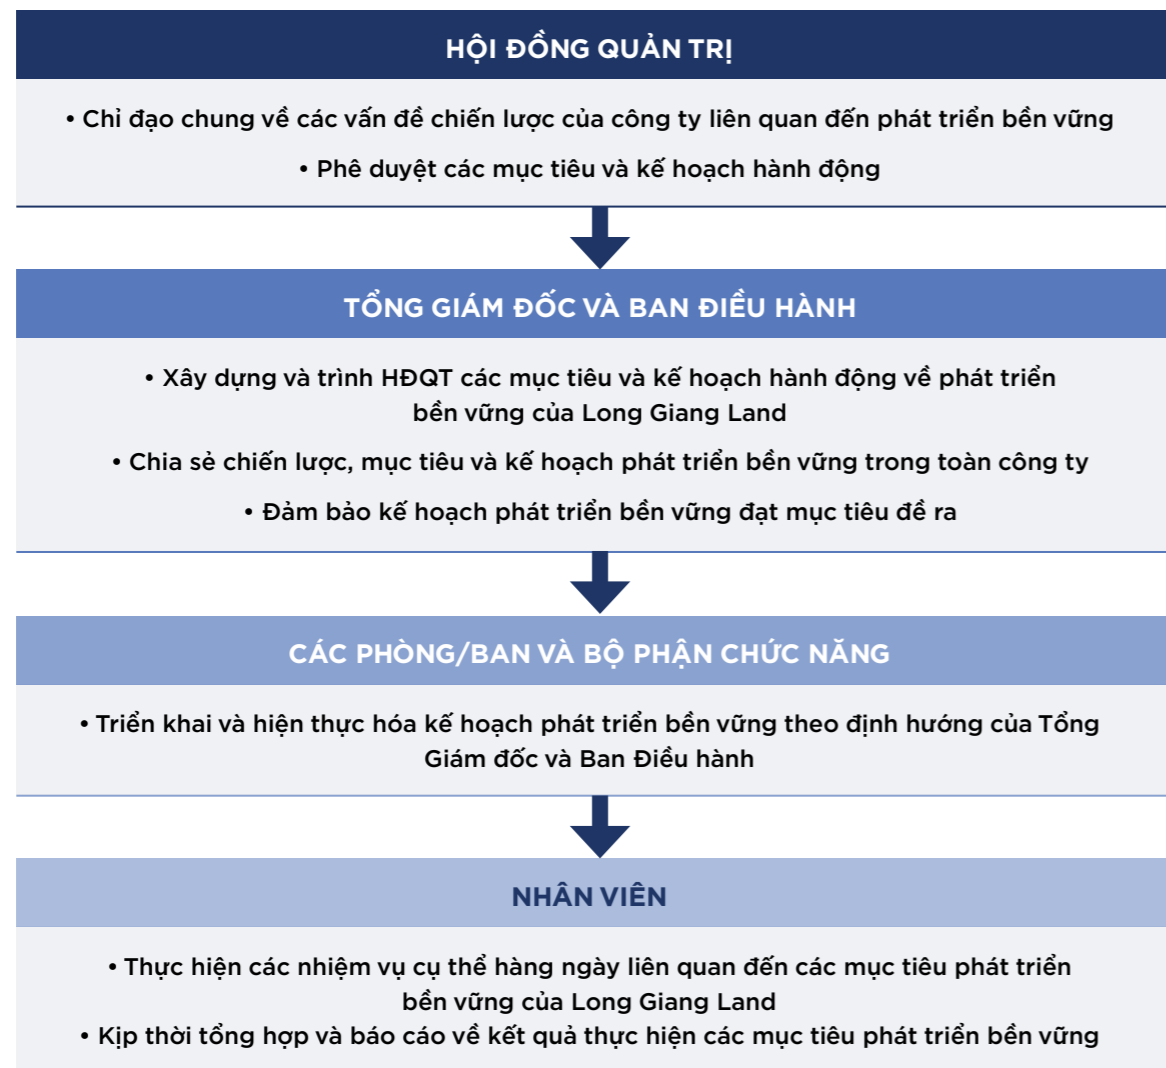 HỘI ĐỒNG QUẢN TRỊ
• Chỉ đạo chung về các vấn đề chiến lược của công ty liên quan đến phát triển bền vững
• Phê duyệt các mục tiêu và kế hoạch hành động
TỔNG GIÁM ĐỐC VÀ BAN ĐIỀU HÀNH
• Xây dựng và trình HĐQT các mục tiêu và kế hoạch hành động về phát triển
bền vững của Long Giang Land
• Chia sẻ chiến lược, mục tiêu và kế hoạch phát triển bền vững trong toàn công ty
• Đảm bảo kế hoạch phát triển bền vững đạt mục tiêu đề ra
CÁC PHÒNG/BAN VÀ BỘ PHẬN CHỨC NĂNG
• Triển khai và hiện thực hóa kế hoạch phát triển bền vững theo định hướng của Tổng
Giám đốc và Ban Điều hành
NHÂN VIÊN
• Thực hiện các nhiệm vụ cụ thể hàng ngày liên quan đến các mục tiêu phát triển
bền vững của Long Giang Land
• Kịp thời tổng hợp và báo cáo về kết quả thực hiện các mục tiêu phát triển bền vững